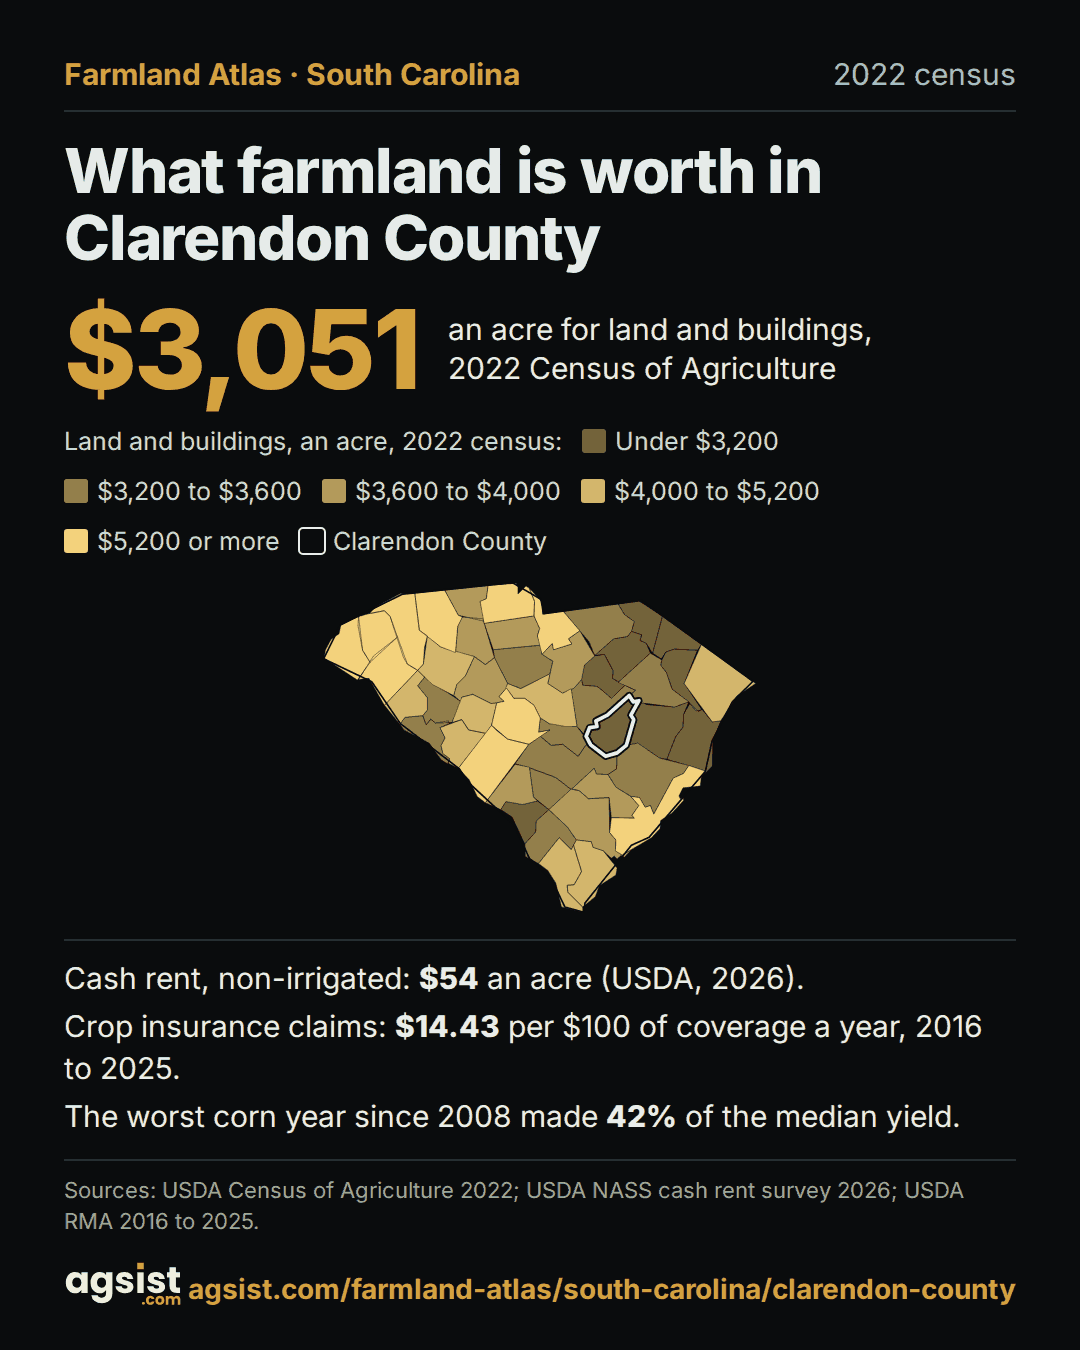 Farmland Atlas · South Carolina
2022 census
What farmland is worth in
Clarendon County
$3,051
an acre for land and buildings,
2022 Census of Agriculture
Land and buildings, an acre, 2022 census: Under $3,200
$3,200 to $3,600 $3,600 to $4,000 $4,000 to $5,200
$5,200 or more Clarendon County
Cash rent, non-irrigated: $54 an acre (USDA, 2026).
Crop insurance claims: $14.43 per $100 of coverage a year, 2016
to 2025.
The worst corn year since 2008 made 42% of the median yield.
Sources: USDA Census of Agriculture 2022; USDA NASS cash rent survey 2026; USDA
RMA 2016 to 2025.
agsist.com
agsist.com/farmland-atlas/south-carolina/clarendon-county